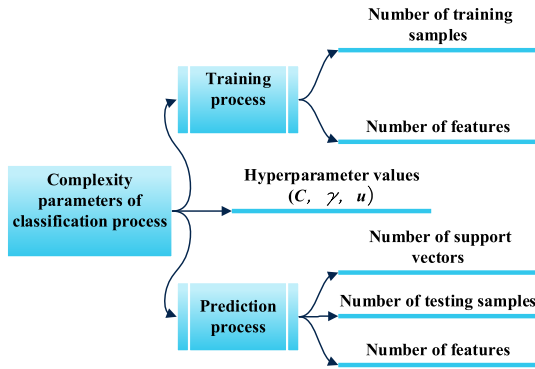 Number of training
samples
Training
process
Number of features
Complexity
parameters of
classification process
Hyperparameter values
(C, γ, u)
Number of support
vectors
Prediction
process
Number of testing samples
Number of features